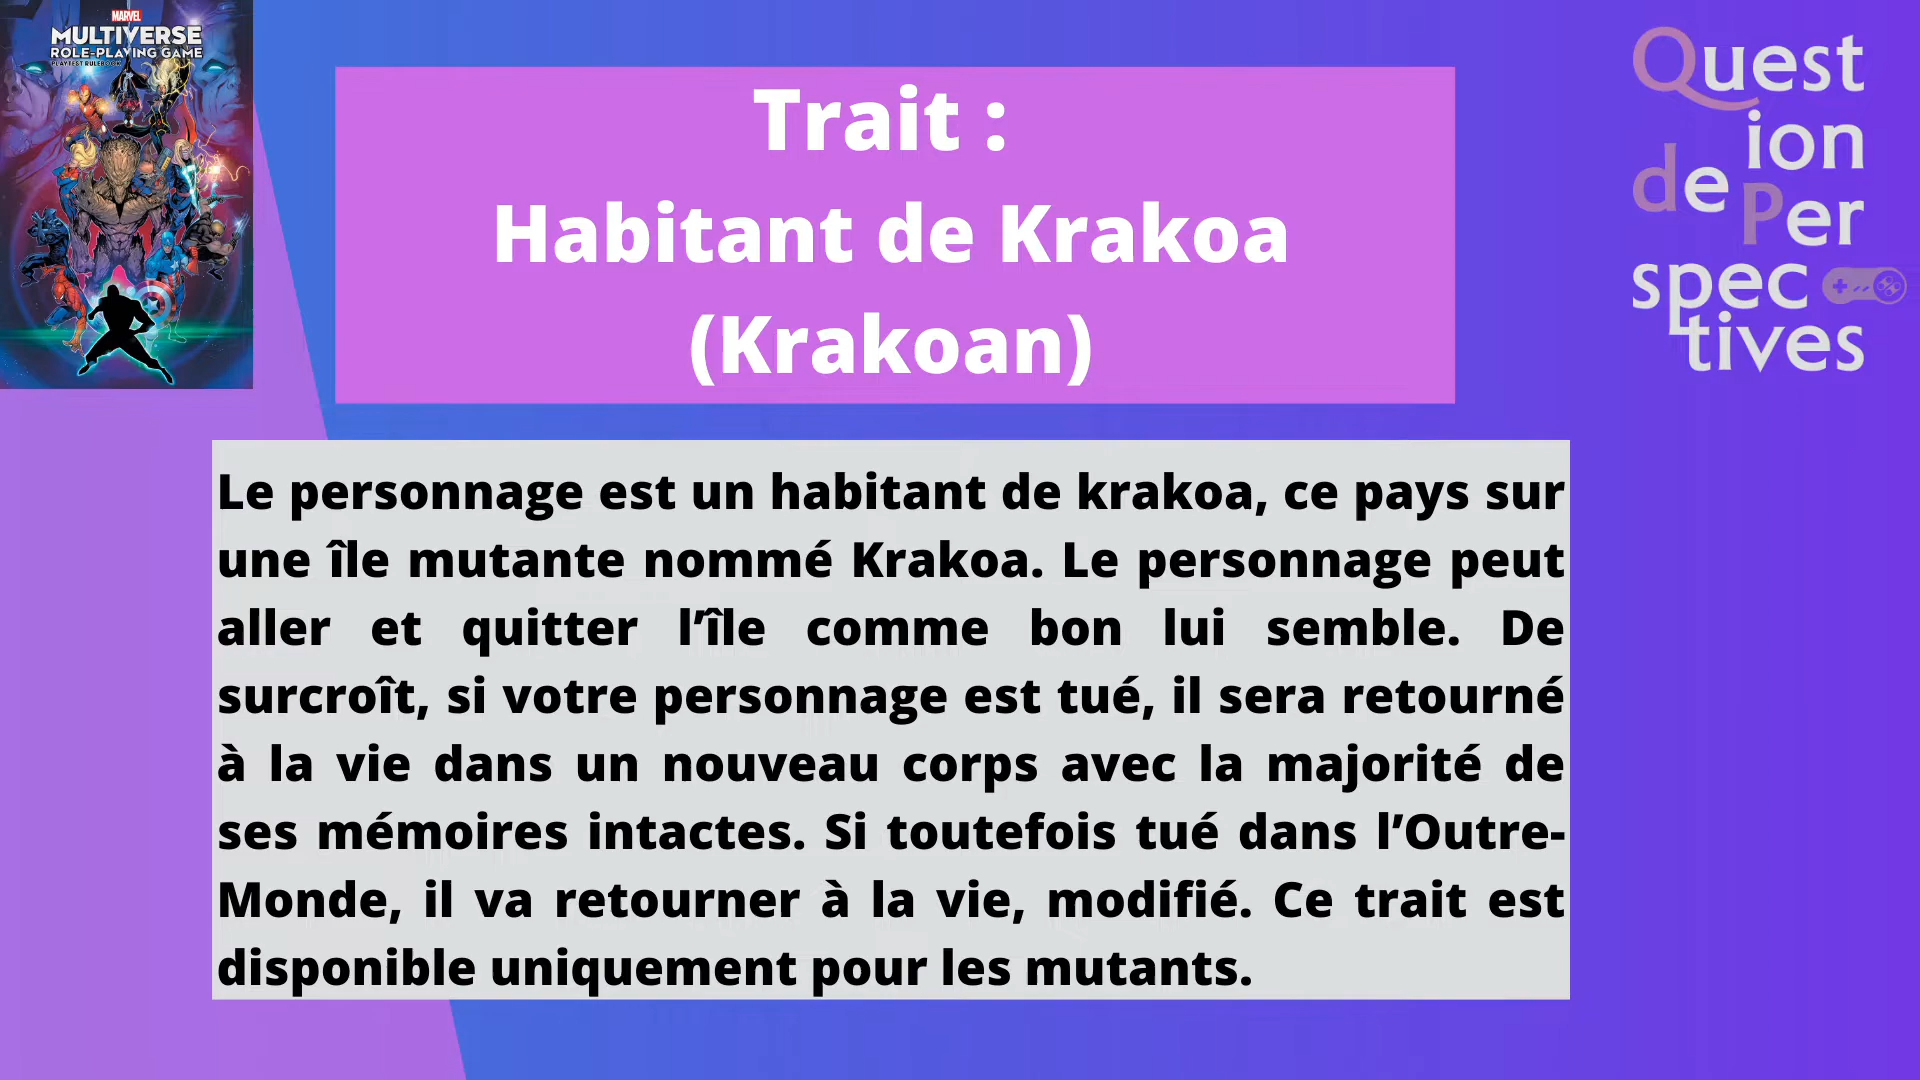 MARVEL
MULTIVERSE
ROLE-PLAYING GAME
PLAYTEST RULEBOOK
Trait :
Habitant de Krakoa
(Krakoan)
Quest
ion
de Per
spec
tives
Le personnage est un habitant de krakoa, ce pays sur
une île mutante nommé Krakoa. Le personnage peut
aller et quitter l’île comme bon lui semble. De
surcroît, si votre personnage est tué, il sera retourné
à la vie dans un nouveau corps avec la majorité de
ses mémoires intactes. Si toutefois tué dans l’Outre-
Monde, il va retourner à la vie, modifié. Ce trait est
disponible uniquement pour les mutants.